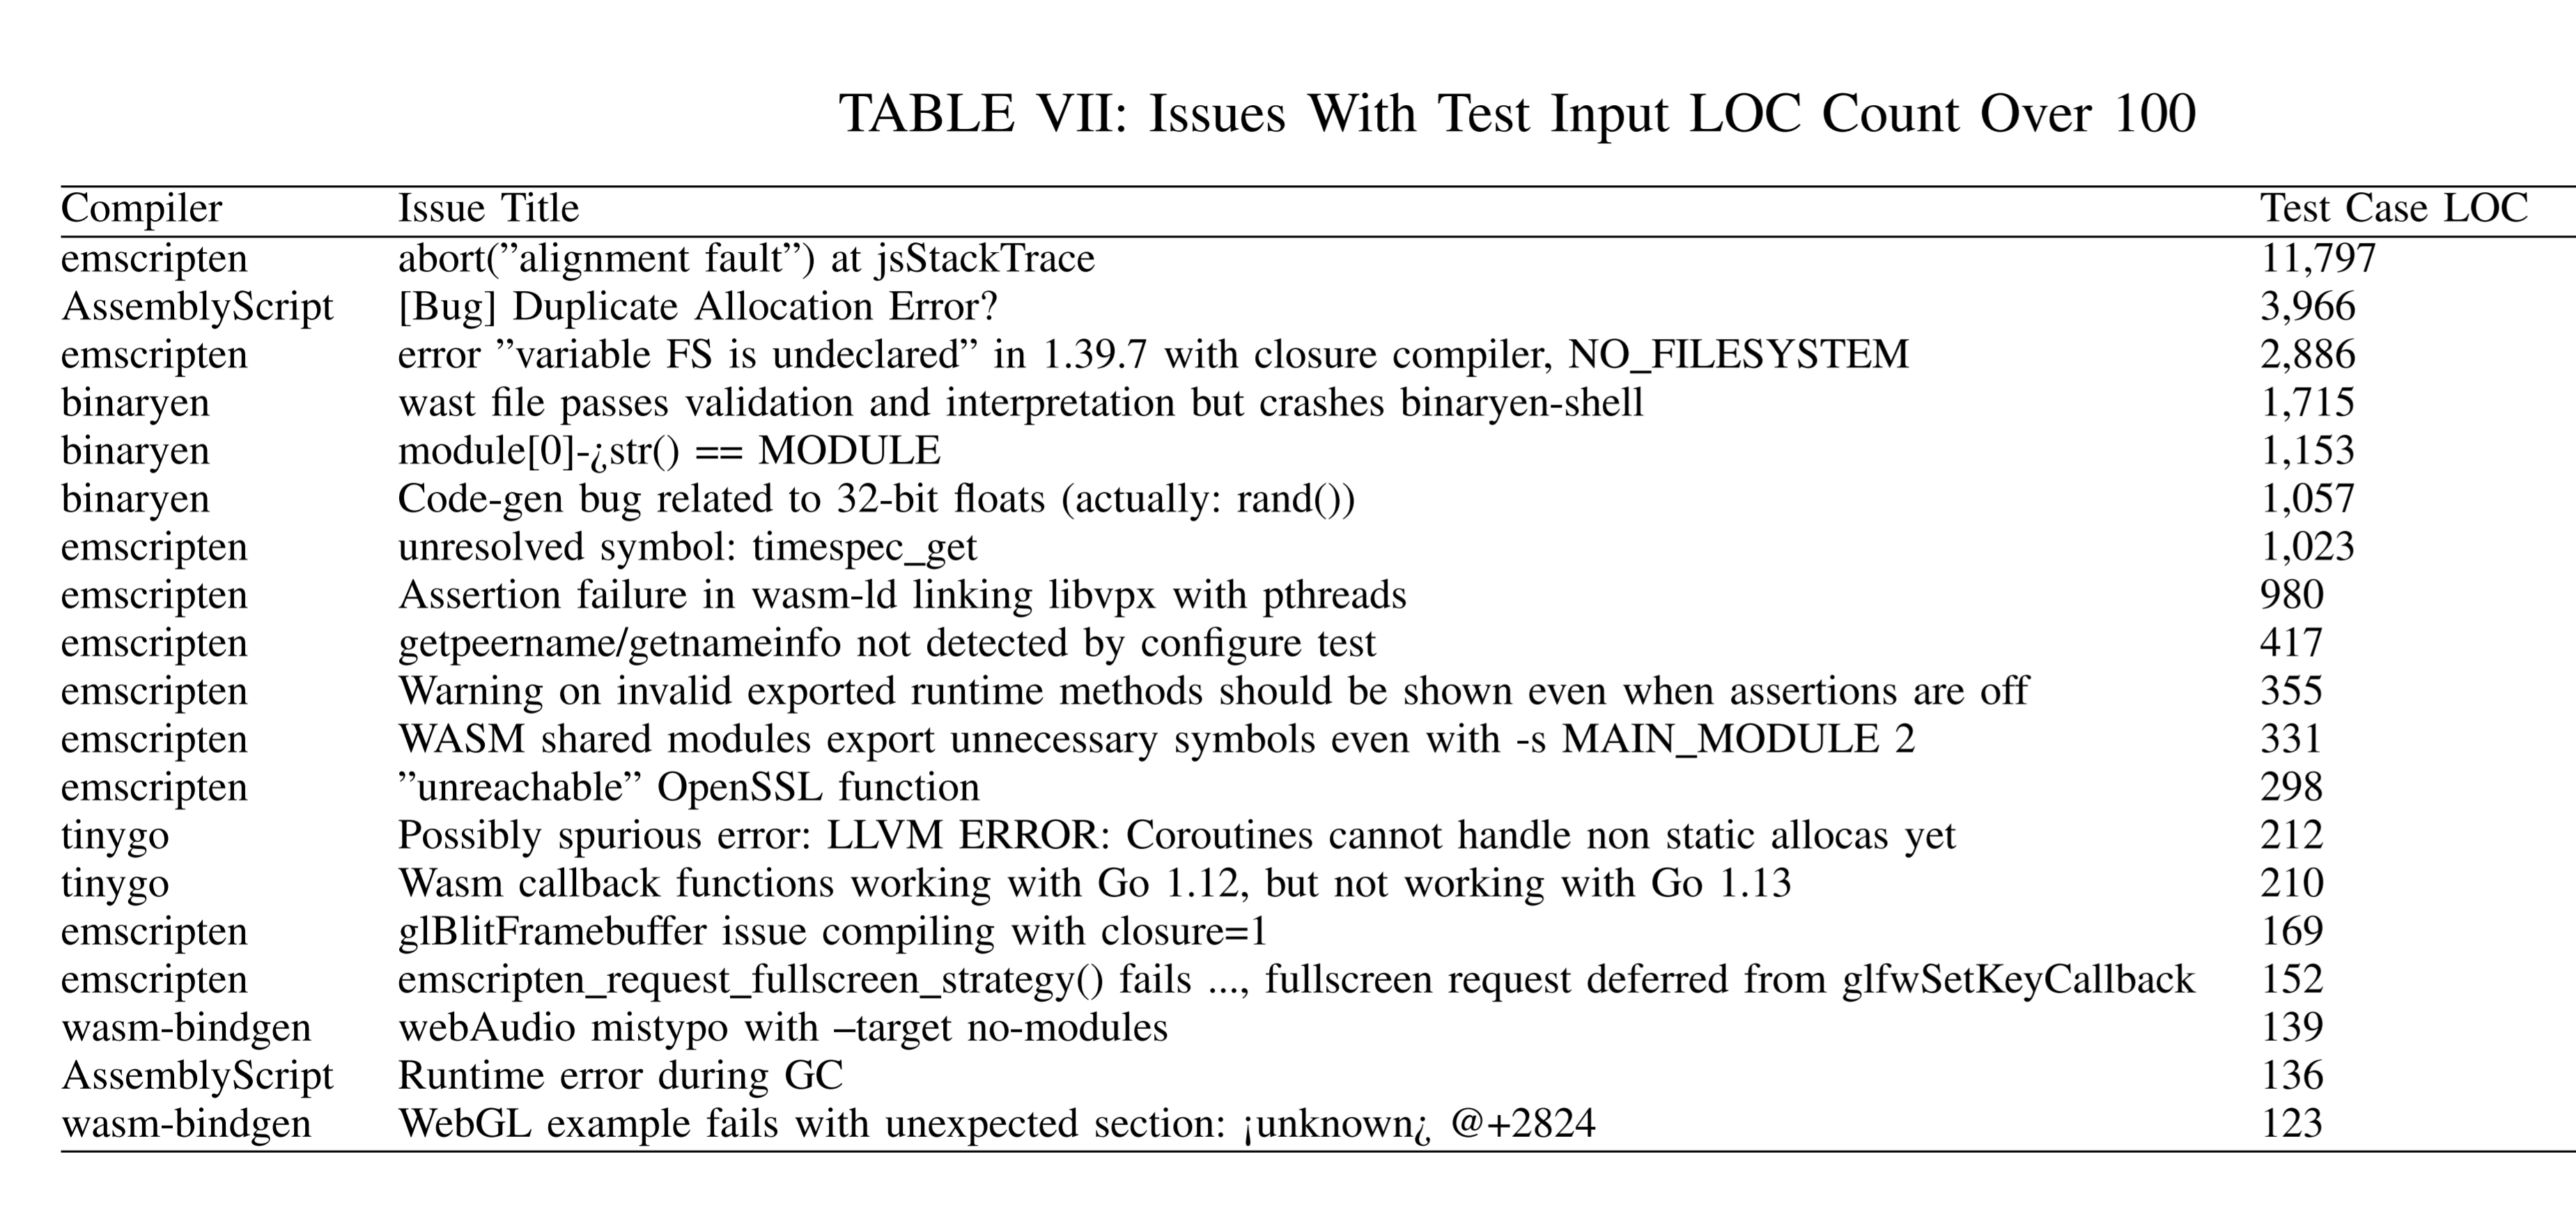 TABLE VII: Issues With Test Input LOC Count Over 100
Compiler Issue Title Test Case LOC
emscripten abort(”alignment fault”) at jsStackTrace 11,797
AssemblyScript [Bug] Duplicate Allocation Error? 3,966
emscripten error ”variable FS is undeclared” in 1.39.7 with closure compiler, NO_FILESYSTEM 2,886
binaryen wast file passes validation and interpretation but crashes binaryen-shell 1,715
binaryen module[0]-¿str() == MODULE 1,153
binaryen Code-gen bug related to 32-bit floats (actually: rand()) 1,057
emscripten unresolved symbol: timespec_get 1,023
emscripten Assertion failure in wasm-ld linking libvpx with pthreads 980
emscripten getpeername/getnameinfo not detected by configure test 417
emscripten Warning on invalid exported runtime methods should be shown even when assertions are off 355
emscripten WASM shared modules export unnecessary symbols even with -s MAIN_MODULE 2 331
emscripten ”unreachable” OpenSSL function 298
tinygo Possibly spurious error: LLVM ERROR: Coroutines cannot handle non static allocas yet 212
tinygo Wasm callback functions working with Go 1.12, but not working with Go 1.13 210
emscripten glBlitFramebuffer issue compiling with closure=1 169
emscripten emscripten_request_fullscreen_strategy() fails ..., fullscreen request deferred from glfwSetKeyCallback 152
wasm-bindgen webAudio mistypo with –target no-modules 139
AssemblyScript Runtime error during GC 136
wasm-bindgen WebGL example fails with unexpected section: ¡unknown¿ @+2824 123